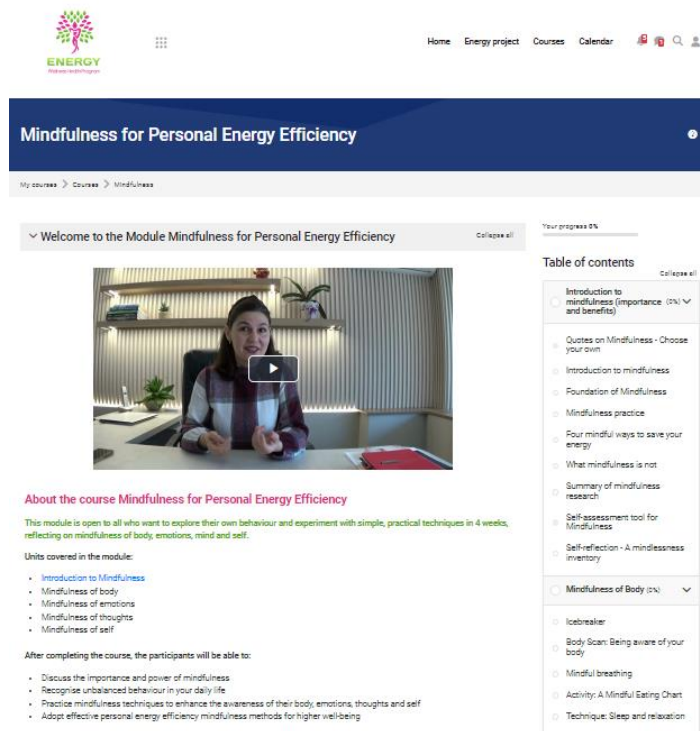 ENERGY
Home Energy project Courses Calendar
Mindfulness for Personal Energy Efficiency
My courses > Courses > Mindfulness
Welcome to the Module Mindfulness for Personal Energy Efficiency
Collapse all
About the course Mindfulness for Personal Energy Efficiency
This module is open to all who want to explore their own behaviour and experiment with simple, practical techniques in 4 weeks,
reflecting on mindfulness of body, emotions, mind and self.
Units covered in the module:
Introduction to Mindfulness
Mindfulness of body
Mindfulness of emotions
Mindfulness of thoughts
Mindfulness of self
After completing the course, the participants will be able to:
Discuss the importance and power of mindfulness
Recognise unbalanced behaviour in your daily life
Practice mindfulness techniques to enhance the awareness of their body, emotions, thoughts and self
Adopt effective personal energy efficiency mindfulness methods for higher well-being
Your progress 0%
Table of contents
Collapse all
Introduction to
mindfulness (importance (0%)
and benefits)
Quotes on Mindfulness - Choose
your own
Introduction to mindfulness
Foundation of Mindfulness
Mindfulness practice
Four mindful ways to save your
energy
What mindfulness is not
Summary of mindfulness
research
Self-assessment tool for
Mindfulness
Self-reflection - A mindlessness
inventory
Mindfulness of Body (0%)
Icebreaker
Body Scan: Being aware of your
body
Mindful breathing
Activity: A Mindful Eating Chart
Technique: Sleep and relaxation